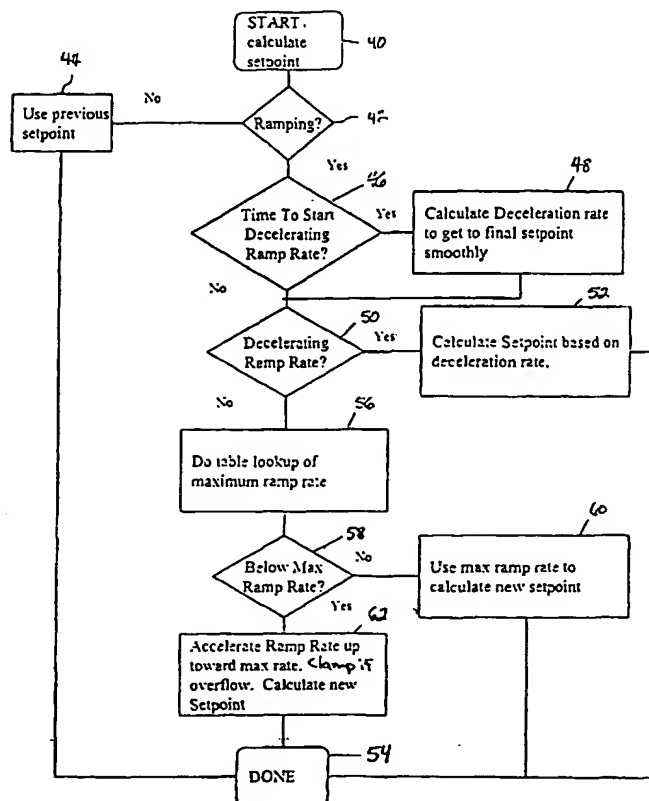 START.
calculate
setpoint
40
44
No
Use previous
setpoint
Ramping?
42
Yes
46
48
Time To Start
Decelerating
Ramp Rate?
Yes
Calculate Deceleration rate
to get to final setpoint
smoothly
No
50
52
Decelerating
Ramp Rate?
Yes
Calculate Setpoint based on
deceleration rate.
No
56
Do table lookup of
maximum ramp rate
58
60
Below Max
Ramp Rate?
No
Use max ramp rate to
calculate new setpoint
Yes
62
Accelerate Ramp Rate up
toward max rate. Clamp if
overflow. Calculate new
Setpoint
54
DONE